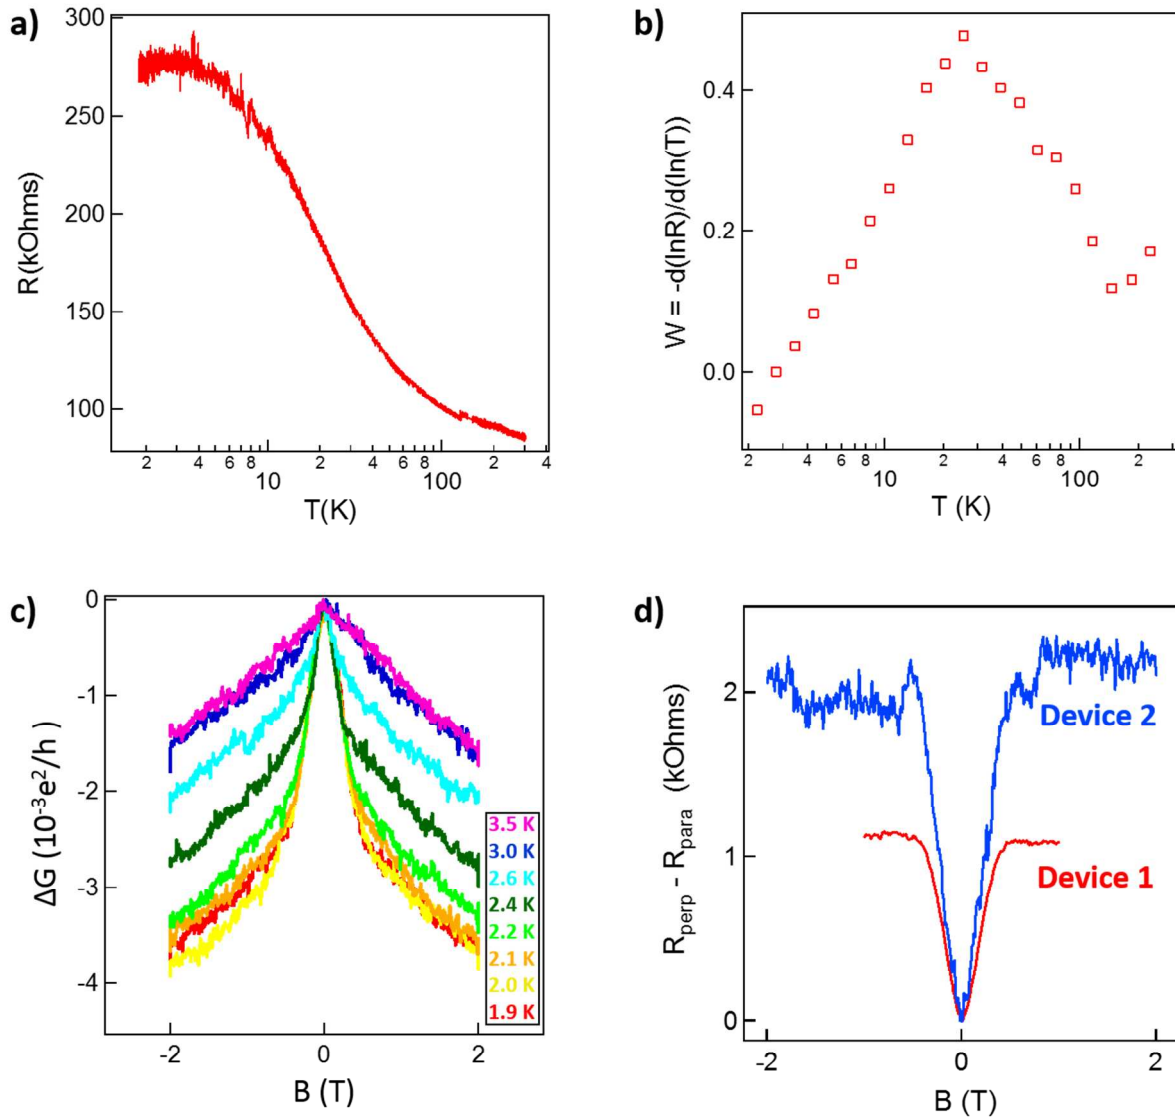 a)
300
250
200
150
100
R(kOhms)
2 4 6 8 10 2 4 6 8 100 2 4
T(K)
b)
0.4
0.2
0.0
W = -d(lnR)/d(ln(T))
2 4 6 8 10 2 4 6 8 100 2
T (K)
c)
0
-1
-2
-3
-4
ΔG (10⁻³e²/h )
3.5 K
3.0 K
2.6 K
2.4 K
2.2 K
2.1 K
2.0 K
1.9 K
-2 0 2
B (T)
d)
2
1
0
R_perp - R_para (kOhms)
Device 2
Device 1
-2 0 2
B (T)